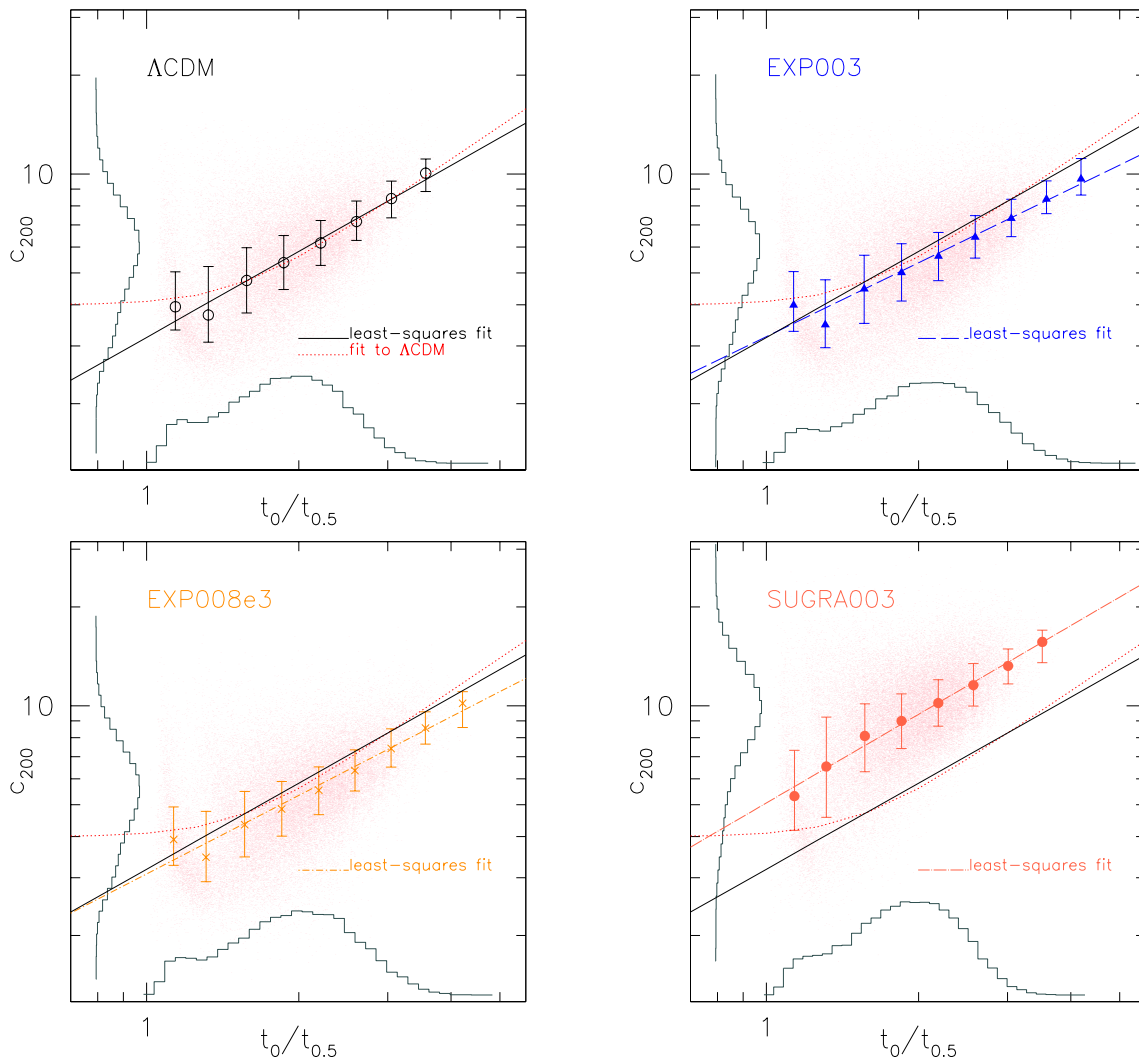 ΛCDM
10
c200
least-squares fit
fit to ΛCDM
1
t0/t0.5
EXP003
10
c200
least-squares fit
1
t0/t0.5
EXP008e3
10
c200
least-squares fit
1
t0/t0.5
SUGRA003
10
c200
least-squares fit
1
t0/t0.5